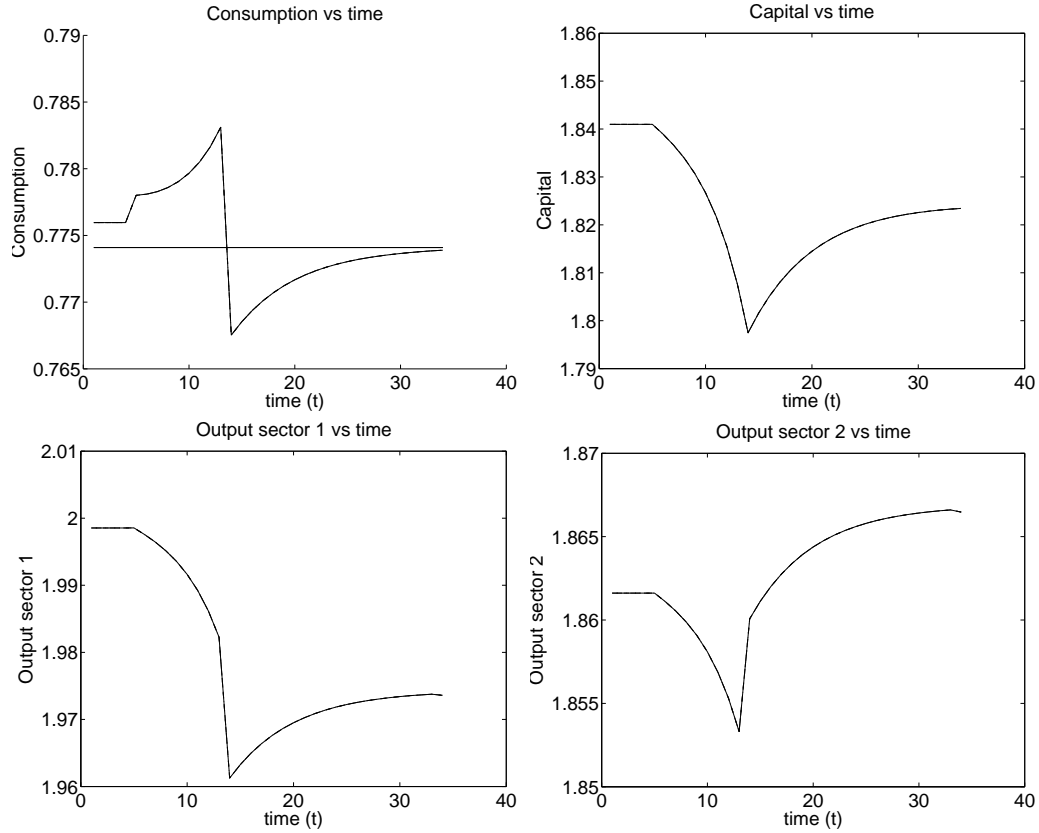 Consumption vs time
0.79
0.785
0.78
0.775
0.77
0.765
Consumption
0 10 20 30 40
time (t)
Capital vs time
1.86
1.85
1.84
1.83
1.82
1.81
1.8
1.79
Capital
0 10 20 30 40
time (t)
Output sector 1 vs time
2.01
2
1.99
1.98
1.97
1.96
Output sector 1
0 10 20 30 40
time (t)
Output sector 2 vs time
1.87
1.865
1.86
1.855
1.85
Output sector 2
0 10 20 30 40
time (t)